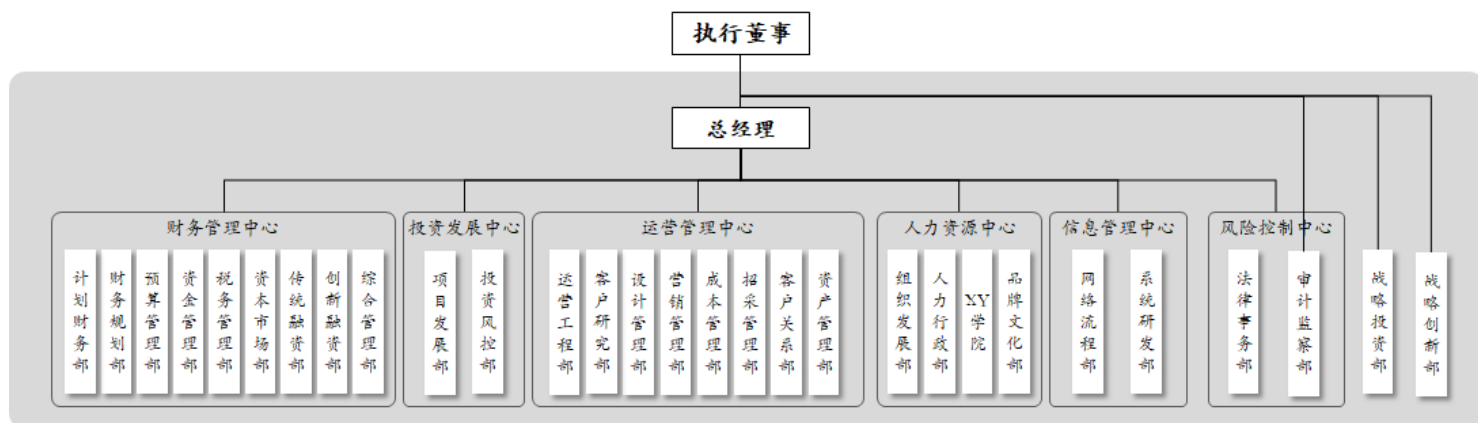 执行董事
总经理
财务管理中心
计划财务部
财务规划部
预算管理部
资金管理部
税务管理部
资本市场部
传统融资部
创新融资部
综合管理部
投资发展中心
项目发展部
投资风控部
运营管理中心
运营工程部
客户研究部
设计管理部
营销管理部
成本管理部
招采管理部
客户关系部
资产管理部
人力资源中心
组织发展部
人力行政部
XY学院
品牌文化部
信息管理中心
网络流程部
系统研发部
风险控制中心
法律事务部
审计监察部
战略投资部
战略创新部